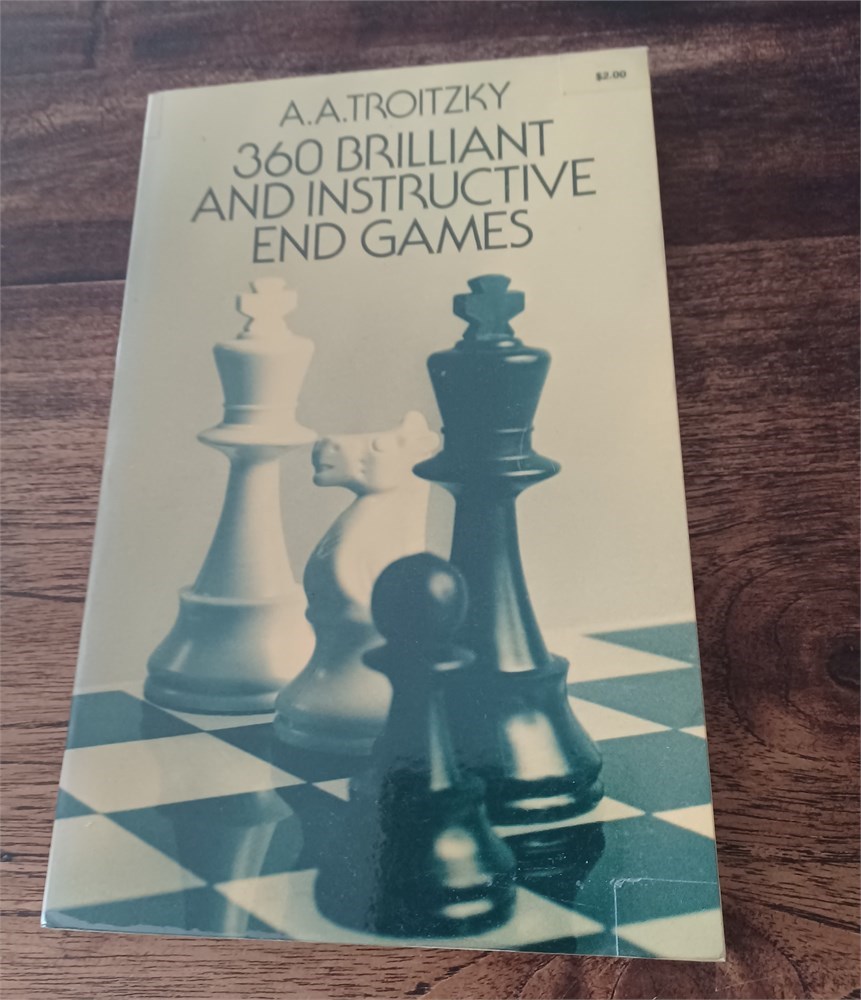 $2.00
A.A.TROITZKY
360 BRILLIANT
AND INSTRUCTIVE
END GAMES